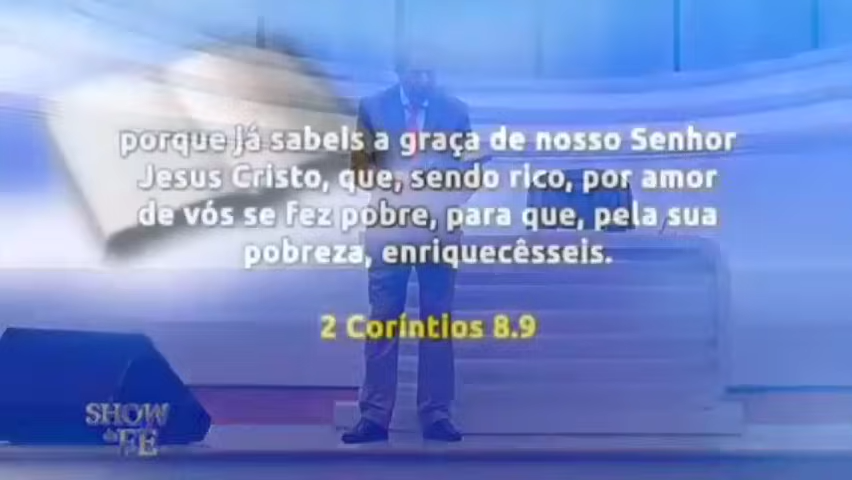 porque já sabeis a graça de nosso Senhor
Jesus Cristo, que, sendo rico, por amor
de vós se fez pobre, para que, pela sua
pobreza, enriquecêsseis.
2 Coríntios 8.9
SHOW
da FÉ